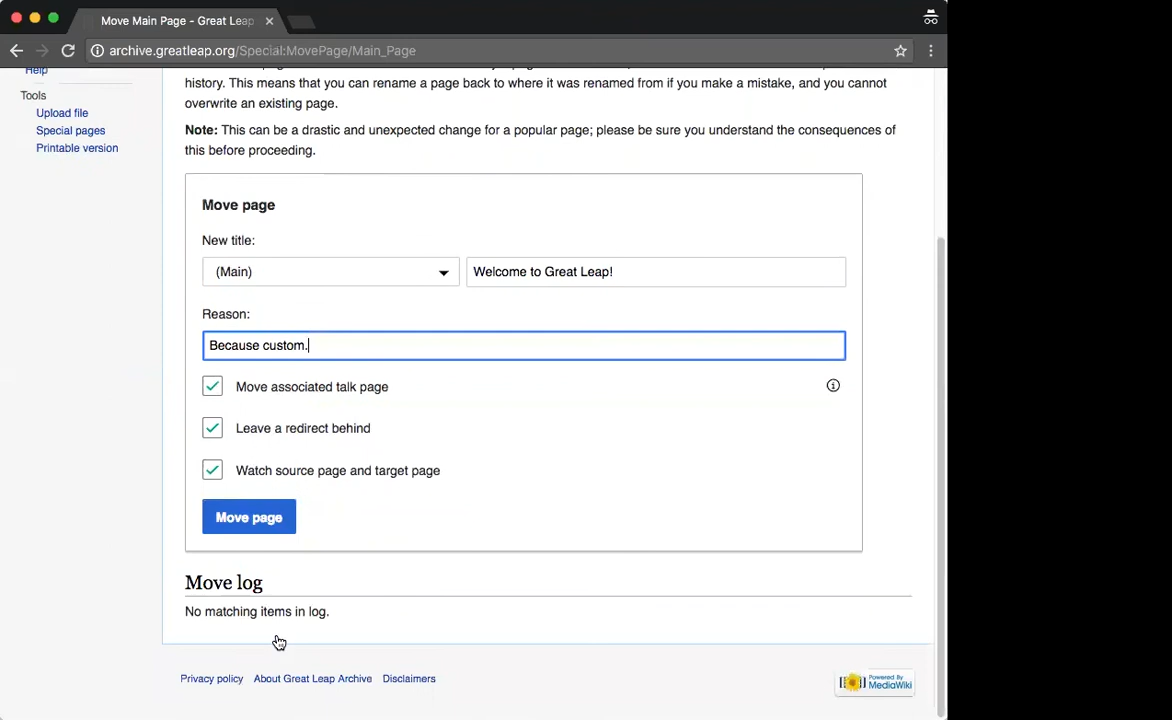 Move Main Page - Great Leap
archive.greatleap.org/Special:MovePage/Main_Page
Help
Tools
Upload file
Special pages
Printable version
history. This means that you can rename a page back to where it was renamed from if you make a mistake, and you cannot
overwrite an existing page.
Note: This can be a drastic and unexpected change for a popular page; please be sure you understand the consequences of
this before proceeding.
Move page
New title:
(Main)
Welcome to Great Leap!
Reason:
Because custom.
Move associated talk page
Leave a redirect behind
Watch source page and target page
Move page
Move log
No matching items in log.
Privacy policy
About Great Leap Archive
Disclaimers
Powered By
MediaWiki